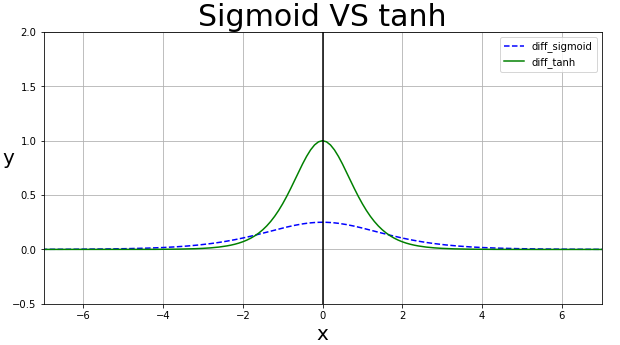 Sigmoid VS tanh
2.0
diff_sigmoid
diff_tanh
1.5
1.0
y
0.5
0.0
−0.5
−6 −4 −2 0 2 4 6
x